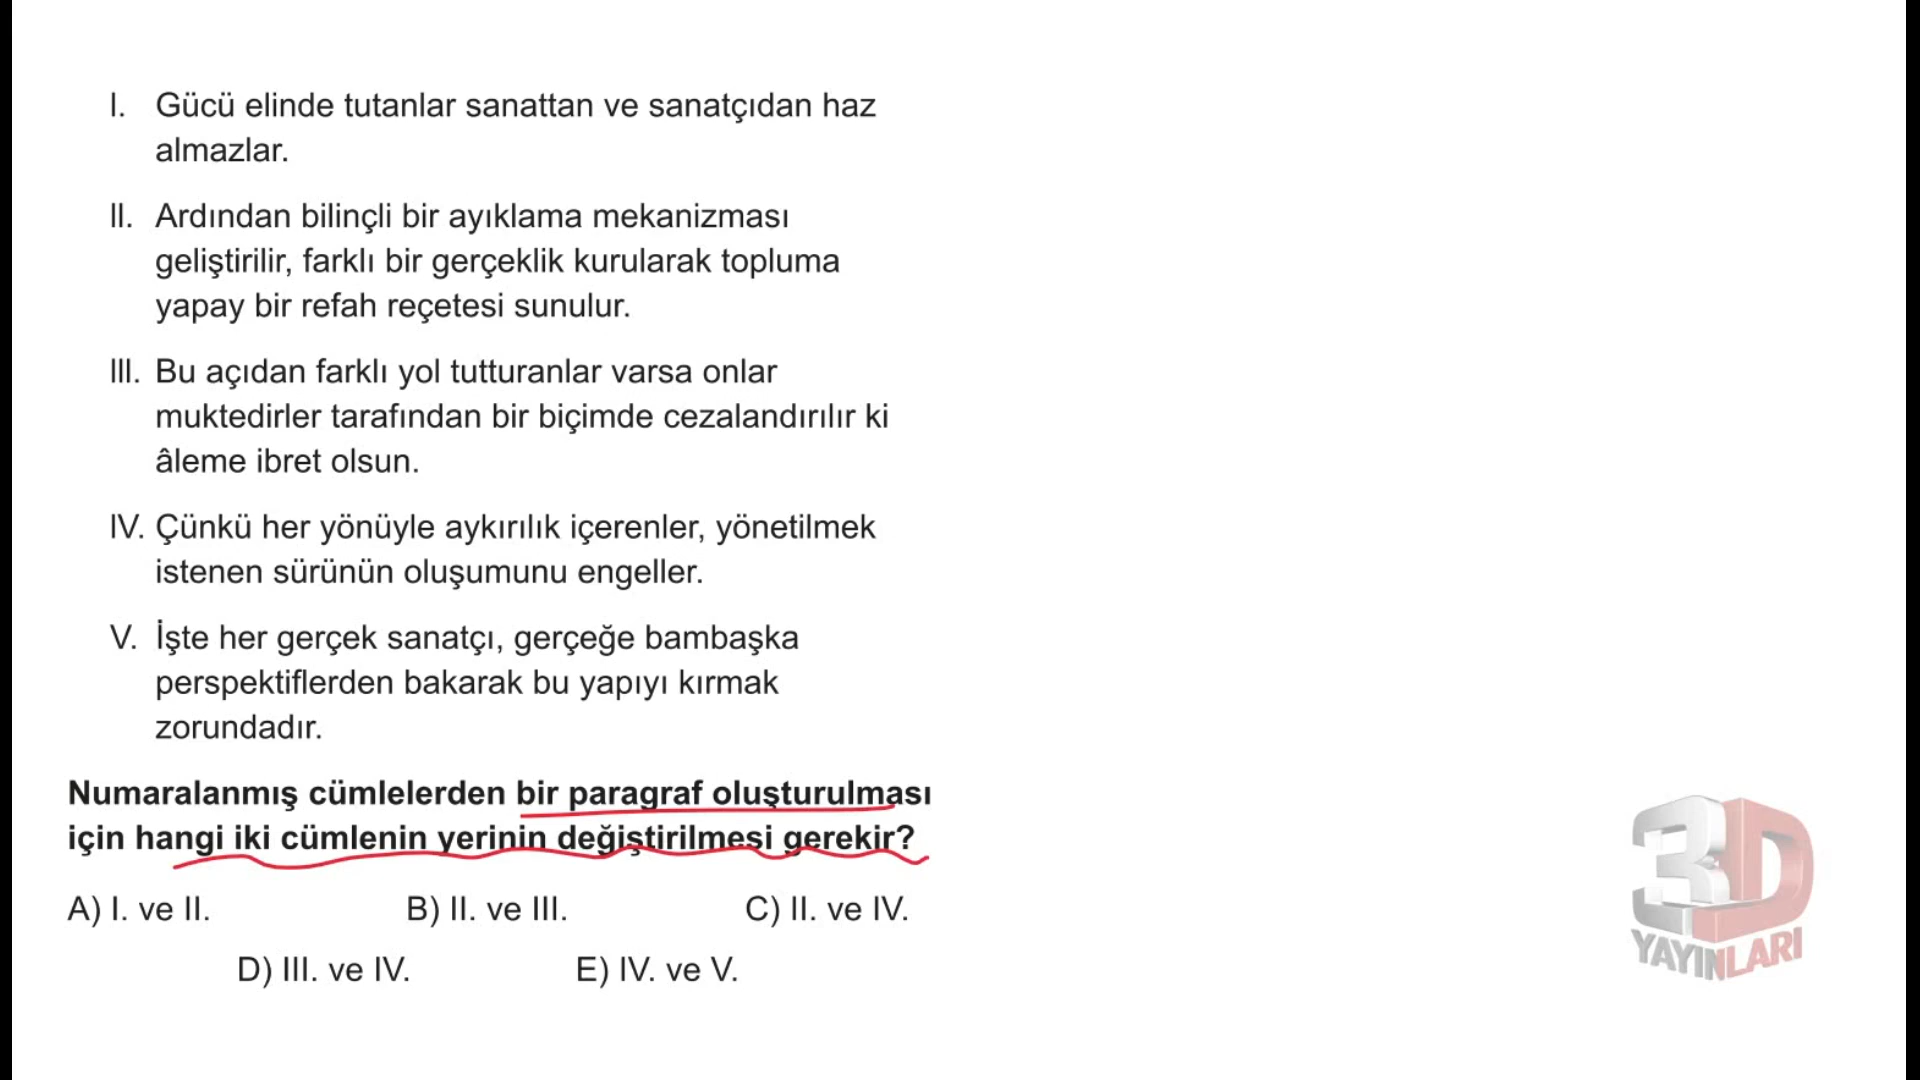 I. Gücü elinde tutanlar sanattan ve sanatçıdan haz
almazlar.
II. Ardından bilinçli bir ayıklama mekanizması
geliştirilir, farklı bir gerçeklik kurularak topluma
yapay bir refah reçetesi sunulur.
III. Bu açıdan farklı yol tutturanlar varsa onlar
muktedirler tarafından bir biçimde cezalandırılır ki
âleme ibret olsun.
IV. Çünkü her yönüyle aykırılık içerenler, yönetilmek
istenen sürünün oluşumunu engeller.
V. İşte her gerçek sanatçı, gerçeğe bambaşka
perspektiflerden bakarak bu yapıyı kırmak
zorundadır.
Numaralanmış cümlelerden bir paragraf oluşturulması
için hangi iki cümlenin yerinin değiştirilmesi gerekir?
A) I. ve II. B) II. ve III. C) II. ve IV.
D) III. ve IV. E) IV. ve V.
3D
YAYINLARI